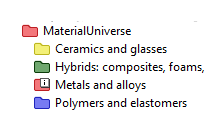 MaterialUniverse
Ceramics and glasses
Hybrids: composites, foams,
Metals and alloys
Polymers and elastomers